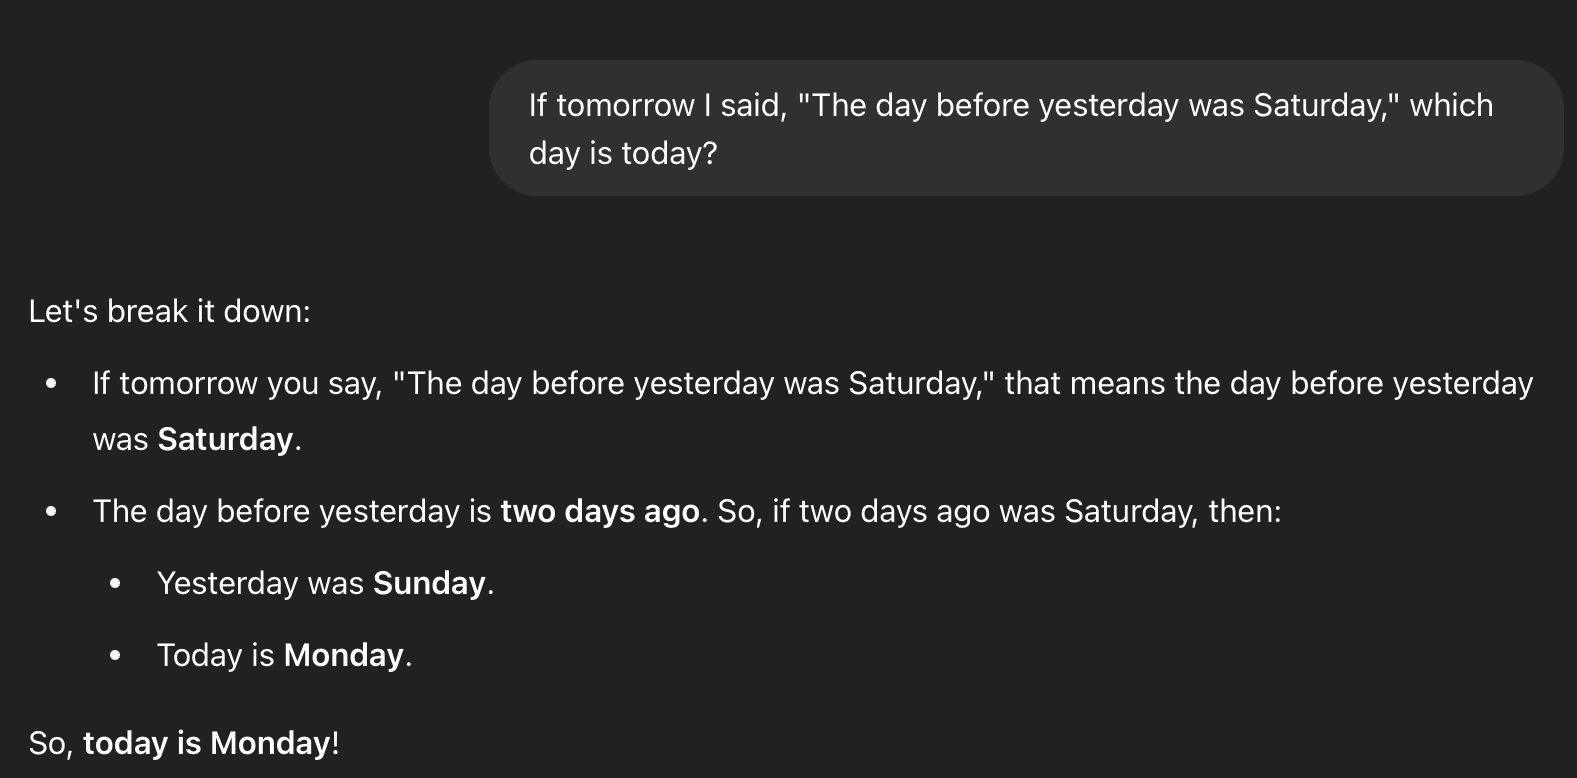 If tomorrow I said, "The day before yesterday was Saturday," which
day is today?
Let's break it down:
• If tomorrow you say, "The day before yesterday was Saturday," that means the day before yesterday
was Saturday.
• The day before yesterday is two days ago. So, if two days ago was Saturday, then:
• Yesterday was Sunday.
• Today is Monday.
So, today is Monday!